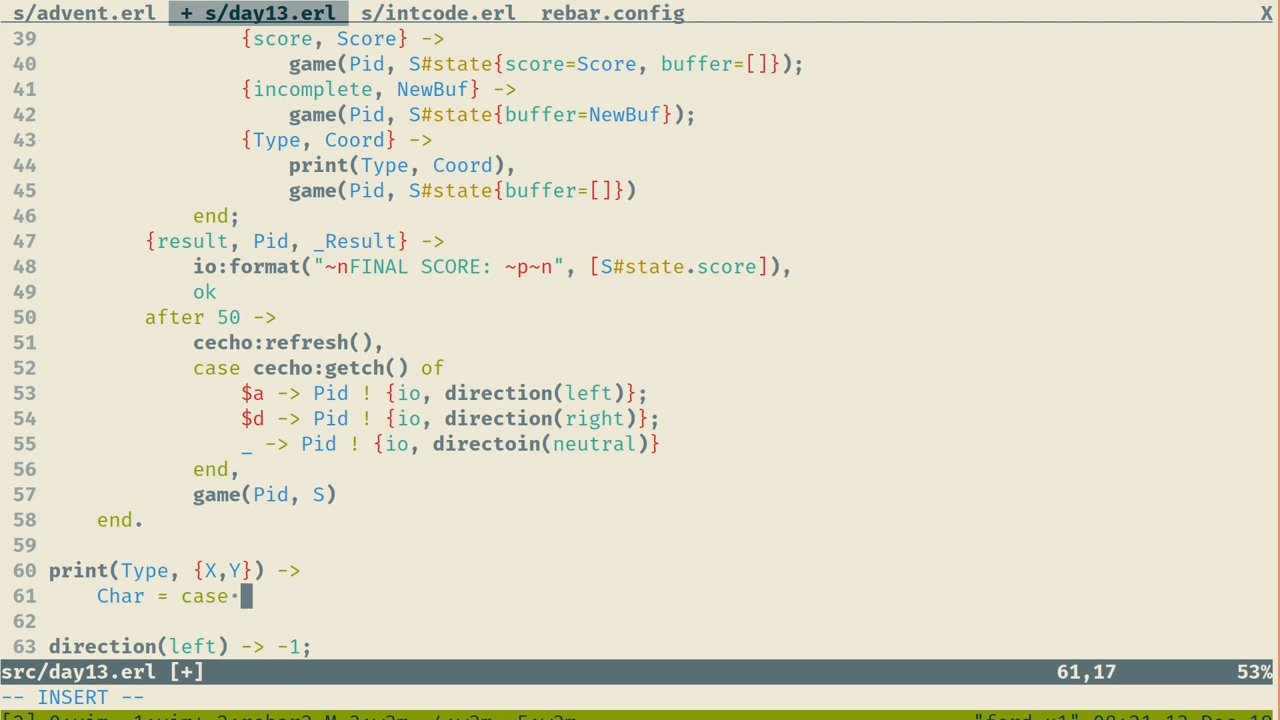 s/advent.erl + s/day13.erl s/intcode.erl rebar.config X
39 {score, Score} ->
40 game(Pid, S#state{score=Score, buffer=[]});
41 {incomplete, NewBuf} ->
42 game(Pid, S#state{buffer=NewBuf});
43 {Type, Coord} ->
44 print(Type, Coord),
45 game(Pid, S#state{buffer=[]})
46 end;
47 {result, Pid, _Result} ->
48 io:format("~nFINAL SCORE: ~p~n", [S#state.score]),
49 ok
50 after 50 ->
51 cecho:refresh(),
52 case cecho:getch() of
53 $a -> Pid ! {io, direction(left)};
54 $d -> Pid ! {io, direction(right)};
55 _ -> Pid ! {io, directoin(neutral)}
56 end,
57 game(Pid, S)
58 end.
59
60 print(Type, {X,Y}) ->
61 Char = case·
62
63 direction(left) -> -1;
src/day13.erl [+] 61,17 53%
-- INSERT --